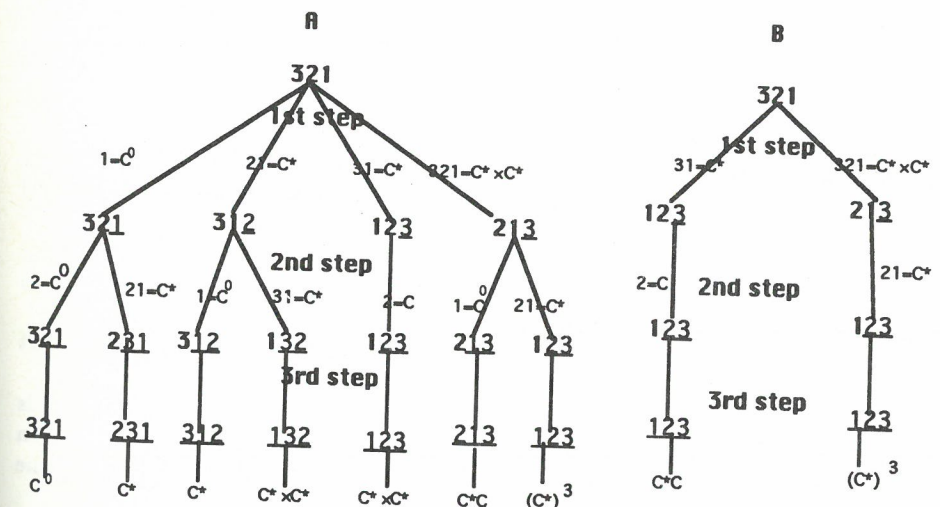 A
B
321
321
1st step
1st step
1=C⁰
21=C*
31=C*
321=C*×C*
31=C*
321=C*×C*
321
312
123
213
123
213
2nd step
2nd step
2=C⁰
21=C*
1=C⁰
31=C*
2=C
1=C⁰
21=C*
2=C
21=C*
321
231
312
132
123
213
123
123
123
3rd step
3rd step
321
231
312
132
123
213
123
123
123
C⁰
C*
C*
C*×C*
C*×C*
C*C
(C*)³
C*C
(C*)³